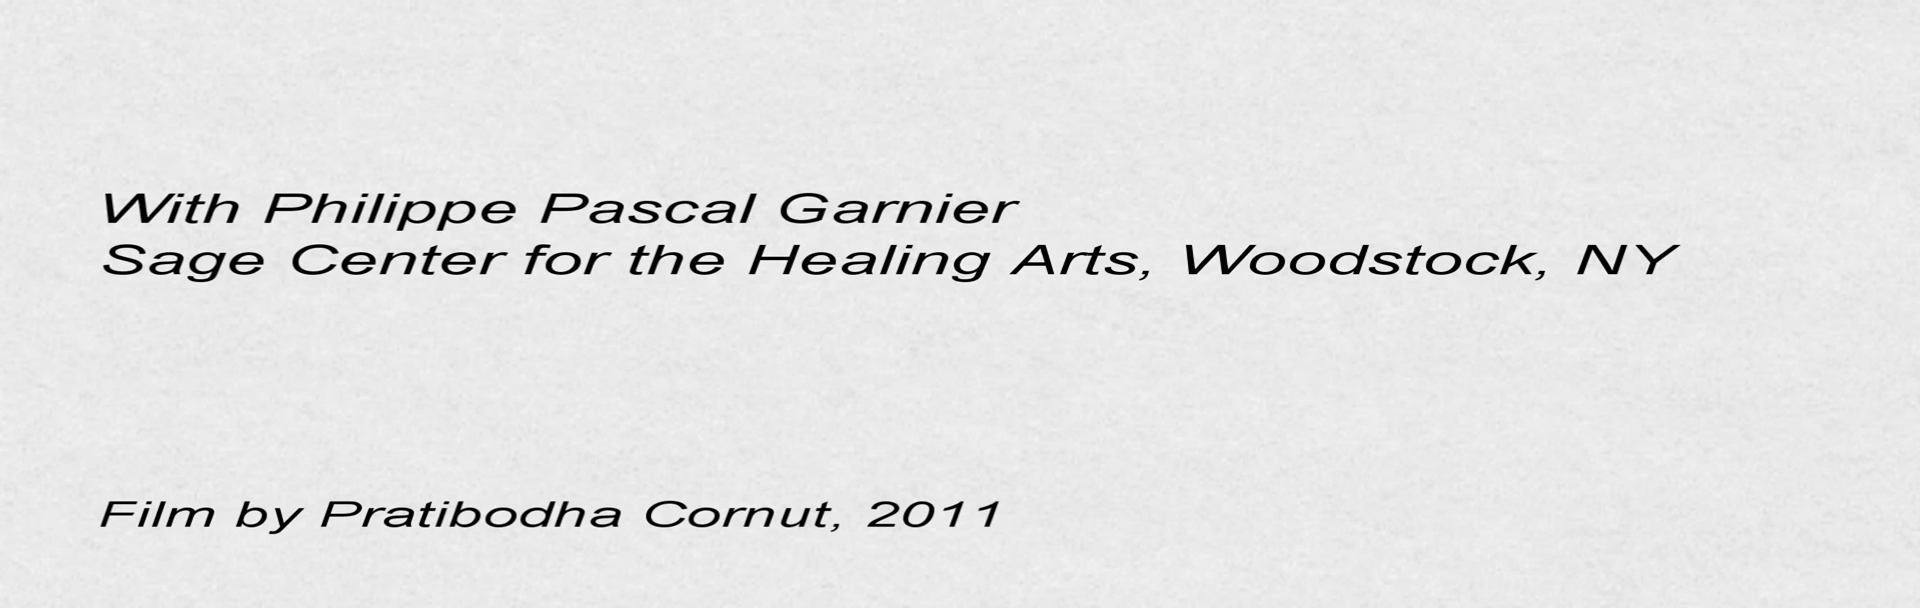 With Philippe Pascal Garnier
Sage Center for the Healing Arts, Woodstock, NY
Film by Pratibodha Cornut, 2011